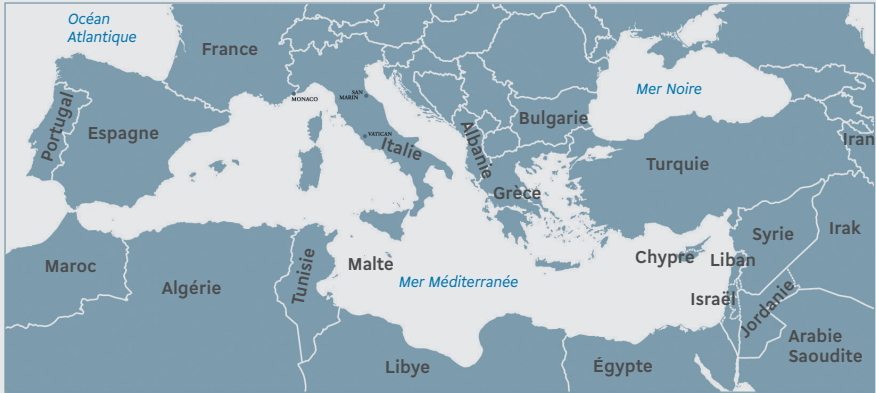 Océan
Atlantique
France
Mer Noire
MONACO
SAN
MARIN
Portugal
Espagne
VATICAN
Italie
Albanie
Bulgarie
Iran
Turquie
Grèce
Maroc
Algérie
Tunisie
Malte
Mer Méditerranée
Chypre
Liban
Syrie
Irak
Israël
Jordanie
Libye
Égypte
Arabie
Saoudite